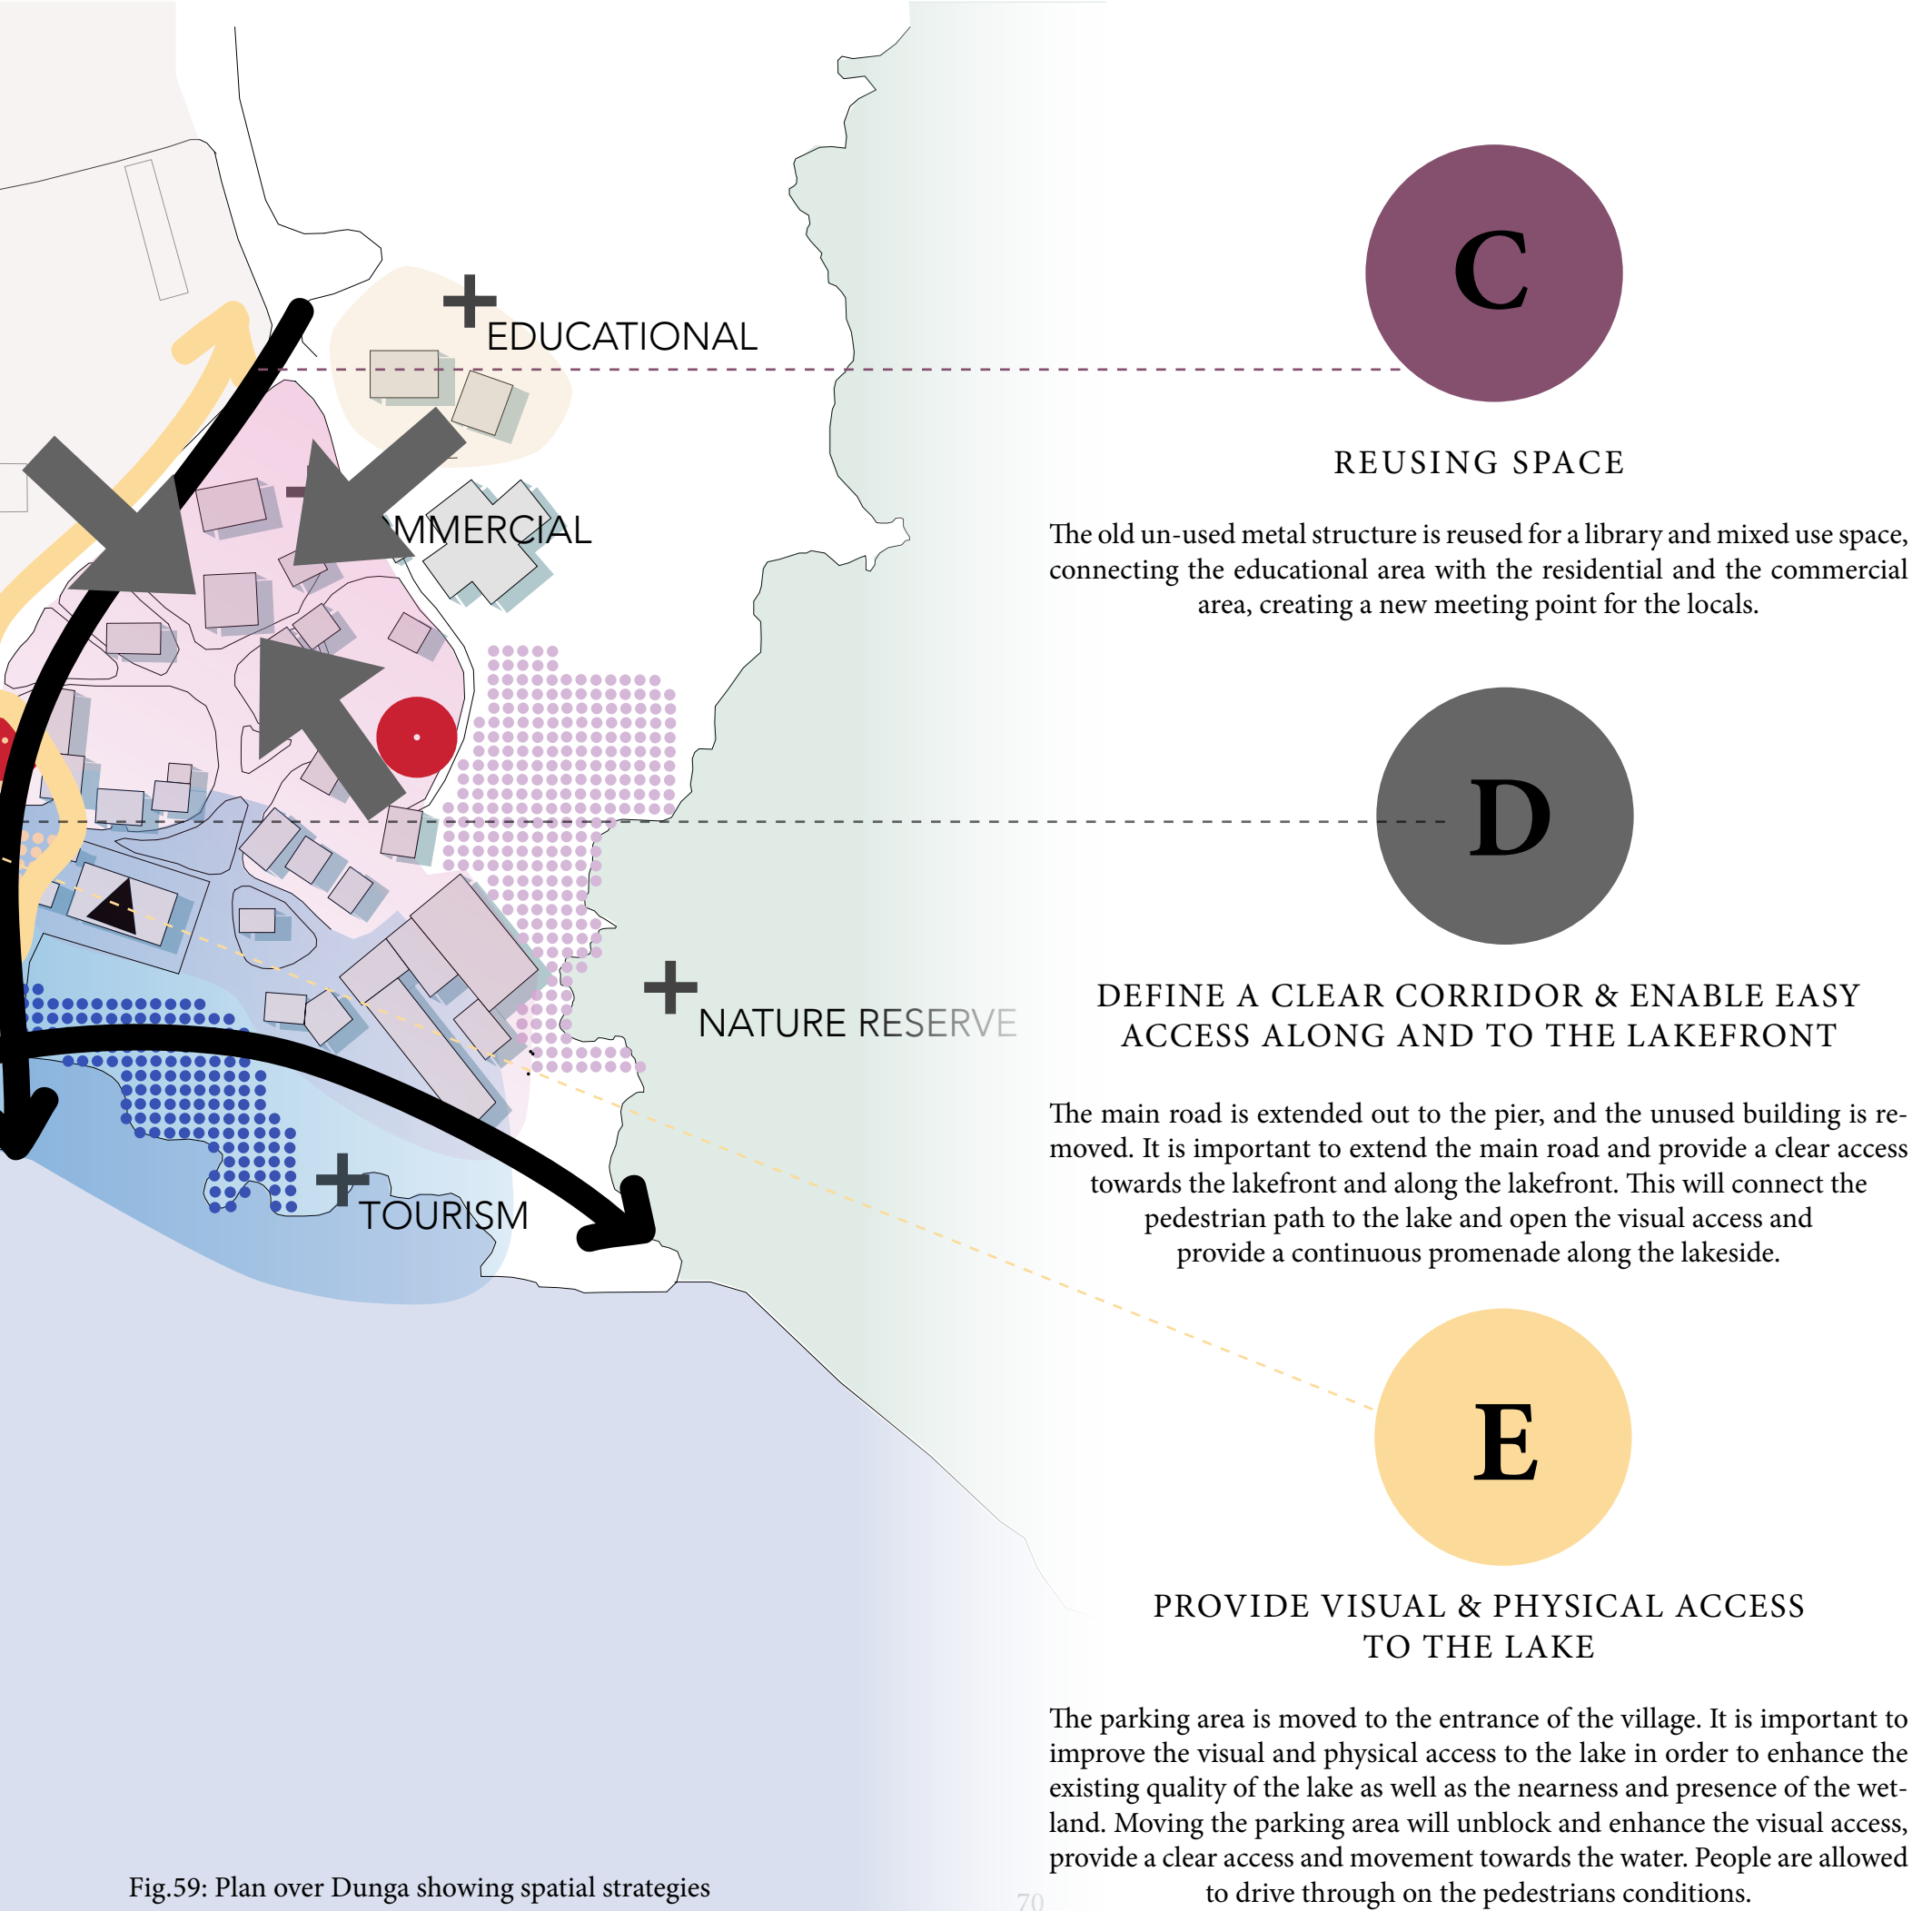 EDUCATIONAL
MMERCIAL
NATURE RESERVE
TOURISM
Fig.59: Plan over Dunga showing spatial strategies
C
REUSING SPACE
The old un-used metal structure is reused for a library and mixed use space,
connecting the educational area with the residential and the commercial
area, creating a new meeting point for the locals.
D
DEFINE A CLEAR CORRIDOR & ENABLE EASY
ACCESS ALONG AND TO THE LAKEFRONT
The main road is extended out to the pier, and the unused building is re-
moved. It is important to extend the main road and provide a clear access
towards the lakefront and along the lakefront. This will connect the
pedestrian path to the lake and open the visual access and
provide a continuous promenade along the lakeside.
E
PROVIDE VISUAL & PHYSICAL ACCESS
TO THE LAKE
The parking area is moved to the entrance of the village. It is important to
improve the visual and physical access to the lake in order to enhance the
existing quality of the lake as well as the nearness and presence of the wet-
land. Moving the parking area will unblock and enhance the visual access,
provide a clear access and movement towards the water. People are allowed
to drive through on the pedestrians conditions.
70